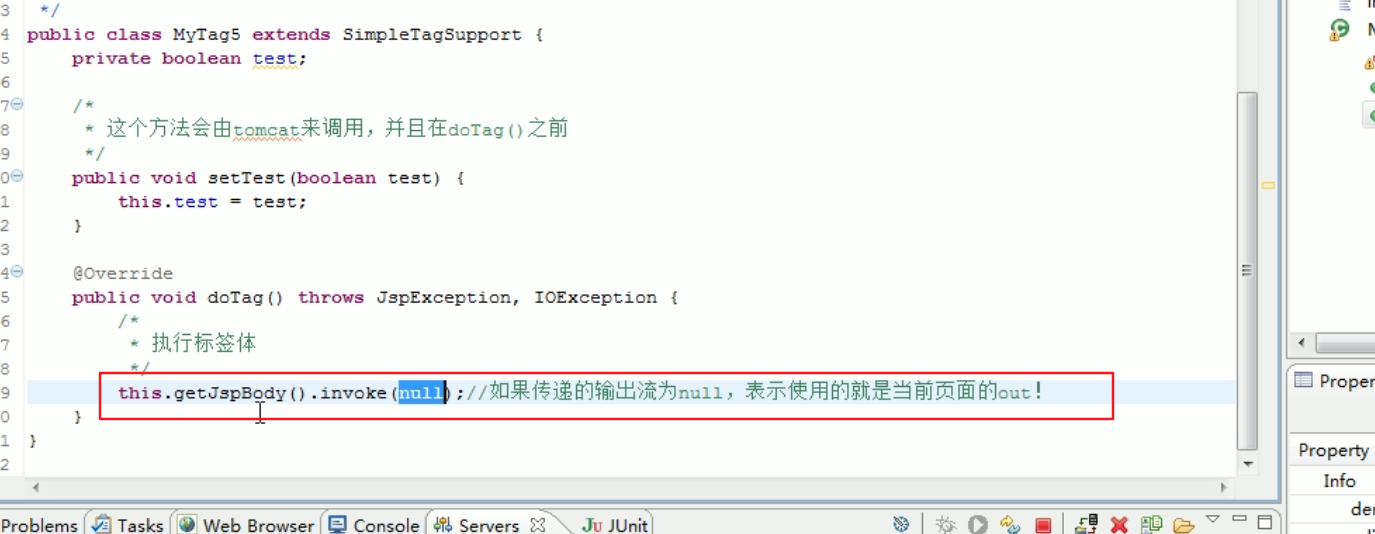 3 */
4 public class MyTag5 extends SimpleTagSupport {
5 private boolean test;
6
7 /*
8 * 这个方法会由tomcat来调用，并且在doTag()之前
9 */
0 public void setTest(boolean test) {
1 this.test = test;
2 }
3
4 @Override
5 public void doTag() throws JspException, IOException {
6 /*
7 * 执行标签体
8 */
9 this.getJspBody().invoke(null);//如果传递的输出流为null，表示使用的就是当前页面的out！
0 }
1 }
2
Proper
Property
Info
Problems Tasks Web Browser Console Servers JUnit